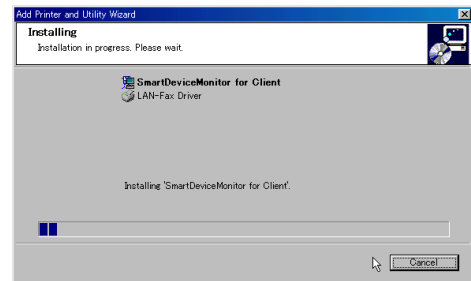 Add Printer and Utility Wizard
Installing
Installation in progress. Please wait.
SmartDeviceMonitor for Client
LAN-Fax Driver
Installing 'SmartDeviceMonitor for Client'.
Cancel